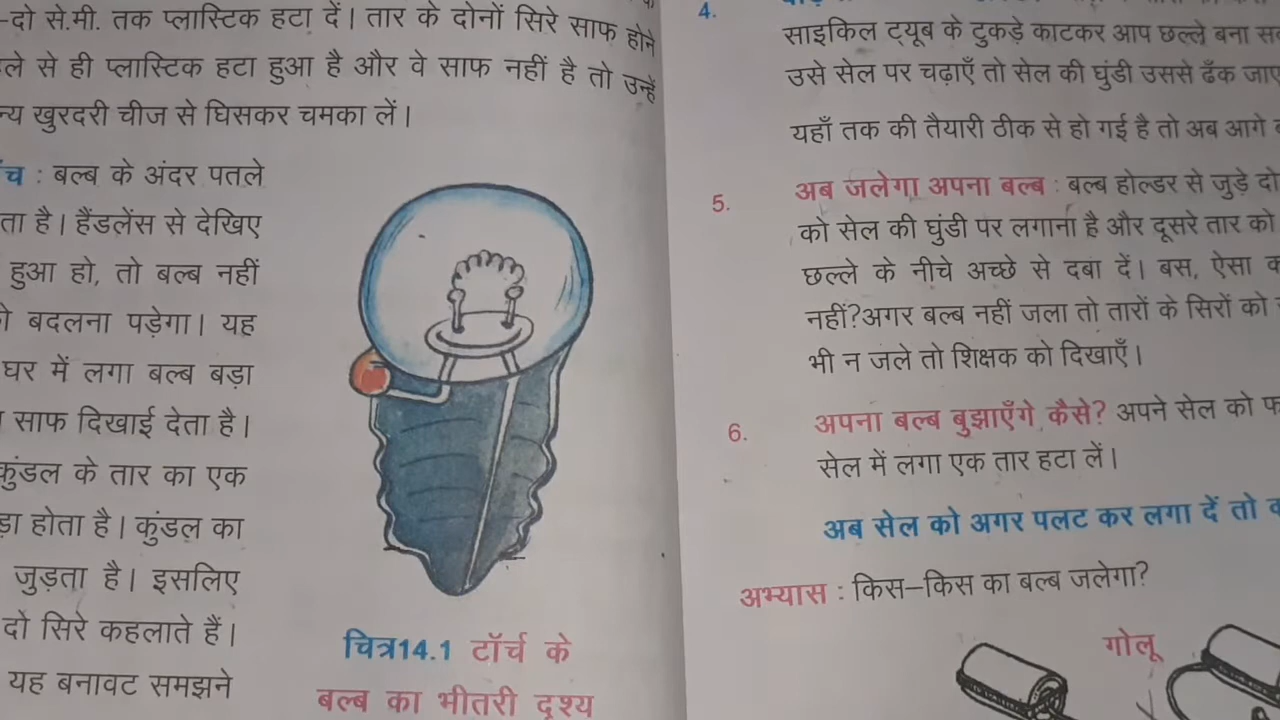 -दो से.मी. तक प्लास्टिक हटा दें। तार के दोनों सिरे साफ होने
ले से ही प्लास्टिक हटा हुआ है और वे साफ नहीं है तो उन्हें
न्य खुरदरी चीज से घिसकर चमका लें।
च : बल्ब के अंदर पतले
ता है। हैंडलेंस से देखिए
हुआ हो, तो बल्ब नहीं
बदलना पड़ेगा। यह
घर में लगा बल्ब बड़ा
साफ दिखाई देता है।
कुंडल के तार का एक
ड़ा होता है। कुंडल का
जुड़ता है। इसलिए
दो सिरे कहलाते हैं।
यह बनावट समझने
चित्र14.1 टॉर्च के
बल्ब का भीतरी दृश्य
4.
साइकिल ट्यूब के टुकड़े काटकर आप छल्ले बना
उसे सेल पर चढ़ाएँ तो सेल की घुंडी उससे ढँक
यहाँ तक की तैयारी ठीक से हो गई है तो अब आगे
5. अब जलेगा अपना बल्ब : बल्ब होल्डर से जुड़े दो
को सेल की घुंडी पर लगाना है और दूसरे तार को
छल्ले के नीचे अच्छे से दबा दें। बस, ऐसा
नहीं?अगर बल्ब नहीं जला तो तारों के सिरों को
भी न जले तो शिक्षक को दिखाएँ।
6. अपना बल्ब बुझाएँगे कैसे? अपने सेल को
सेल में लगा एक तार हटा लें।
अब सेल को अगर पलट कर लगा दें तो
अभ्यास : किस–किस का बल्ब जलेगा?
गोलू